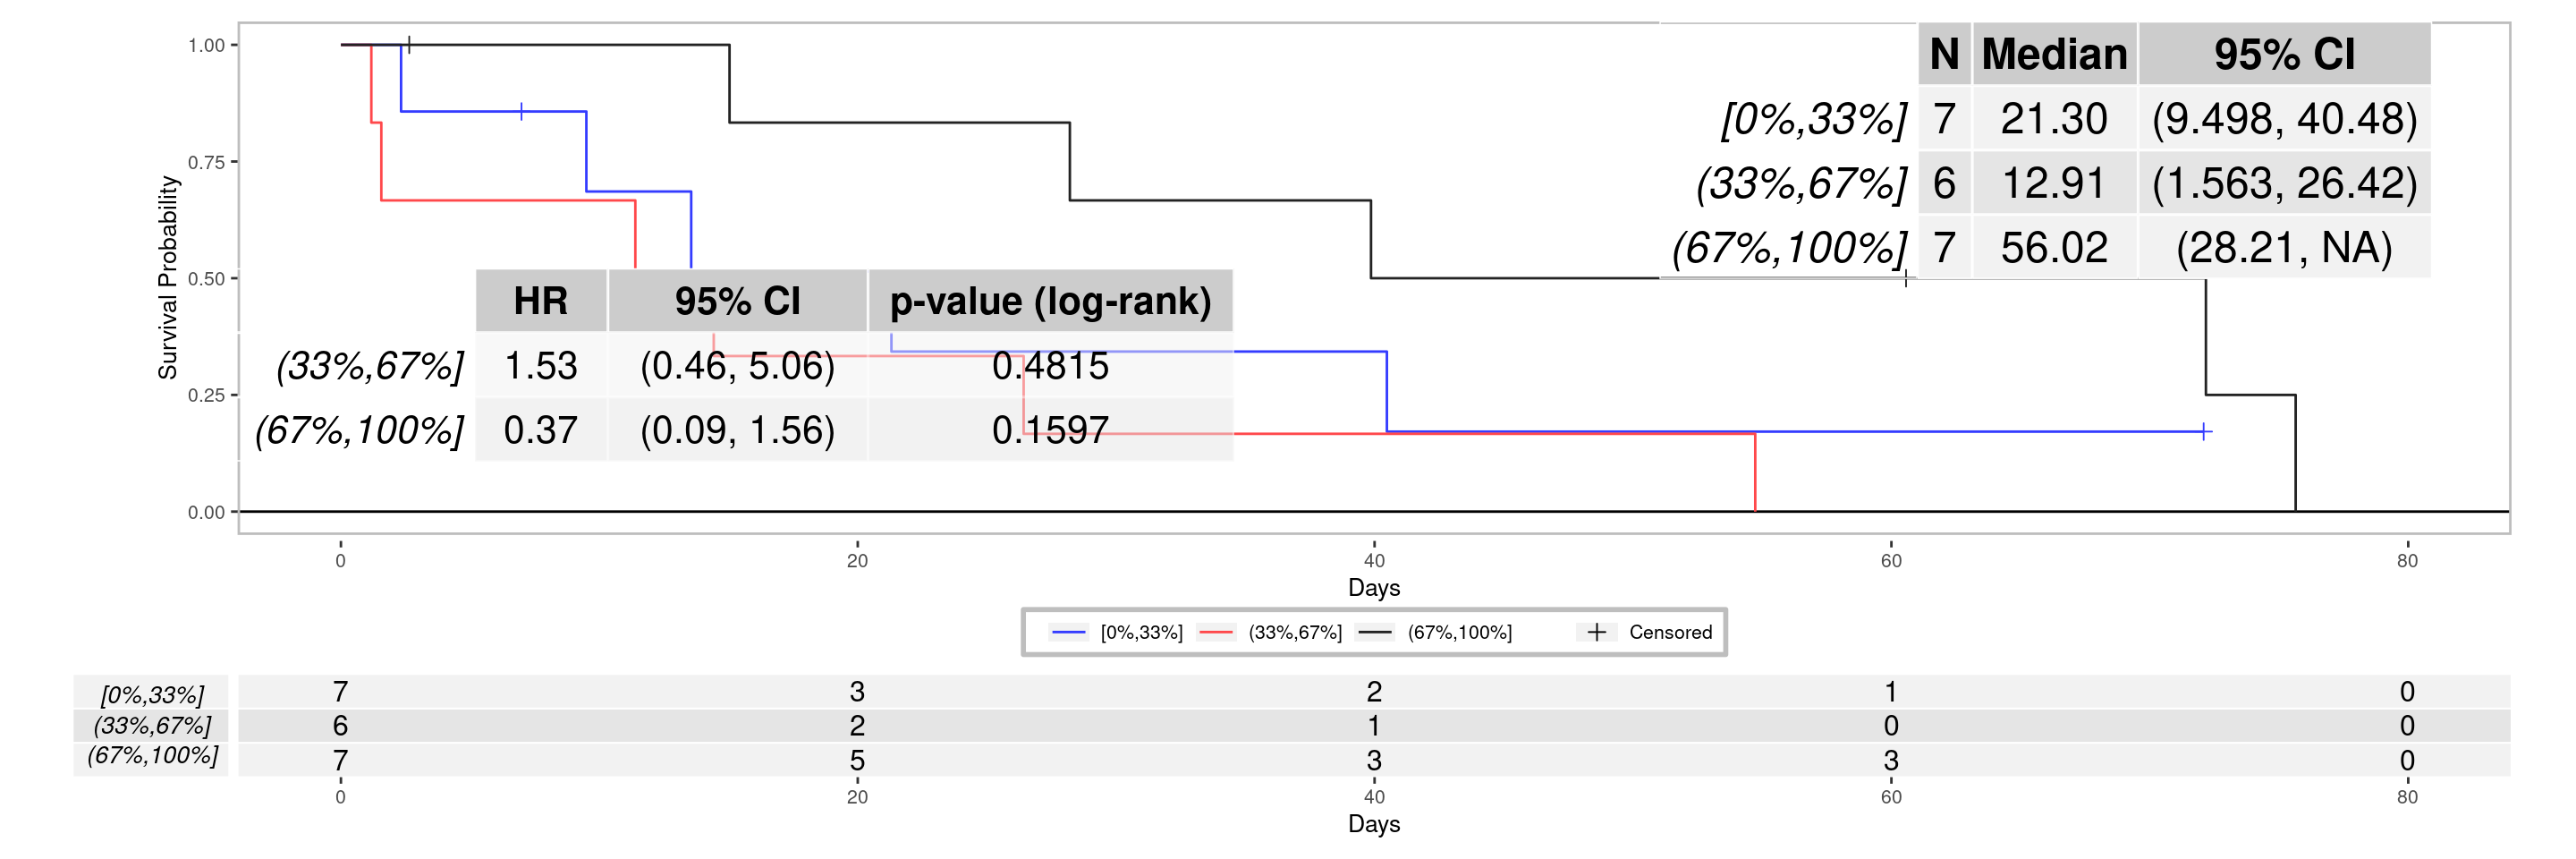 N Median 95% CI
[0%,33%] 7 21.30 (9.498, 40.48)
(33%,67%] 6 12.91 (1.563, 26.42)
(67%,100%] 7 56.02 (28.21, NA)
1.00
0.75
0.50
0.25
0.00
Survival Probability
HR 95% CI p-value (log-rank)
(33%,67%] 1.53 (0.46, 5.06) 0.4815
(67%,100%] 0.37 (0.09, 1.56) 0.1597
0 20 40 60 80
Days
[0%,33%] (33%,67%] (67%,100%] Censored
[0%,33%] 7 3 2 1 0
(33%,67%] 6 2 1 0 0
(67%,100%] 7 5 3 3 0
0 20 40 60 80
Days